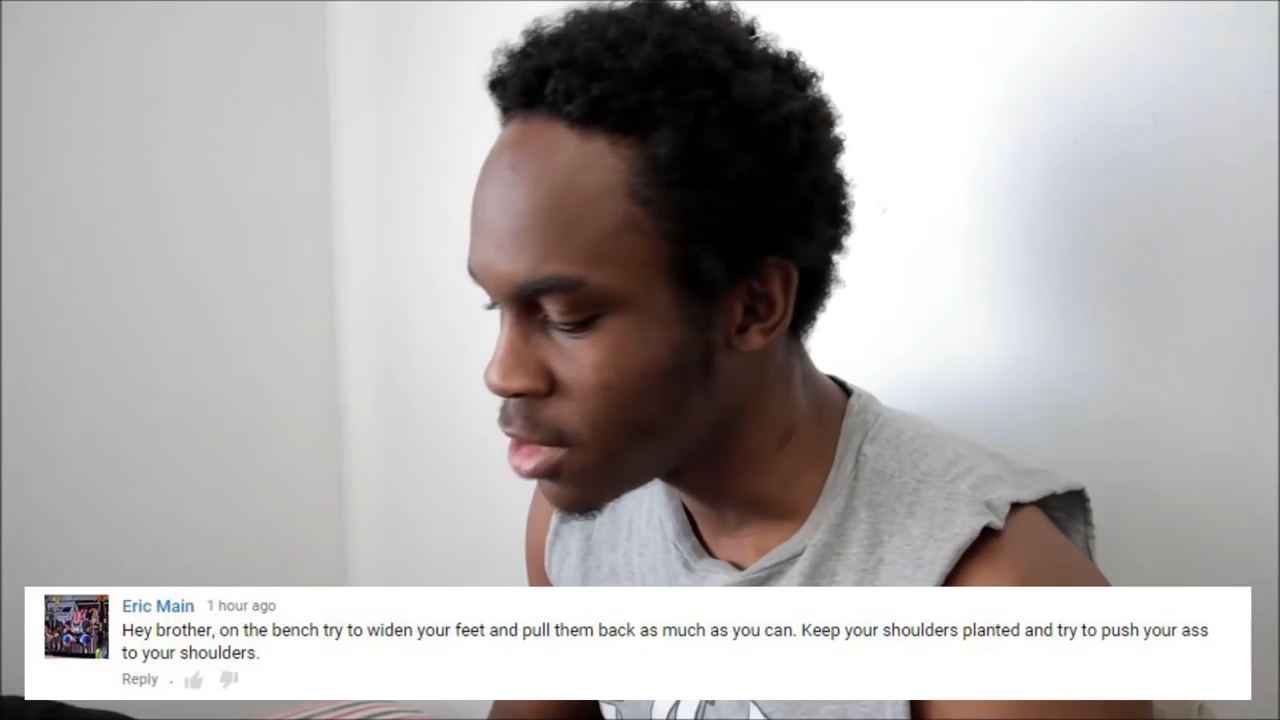 Eric Main 1 hour ago
Hey brother, on the bench try to widen your feet and pull them back as much as you can. Keep your shoulders planted and try to push your ass
to your shoulders.
Reply .